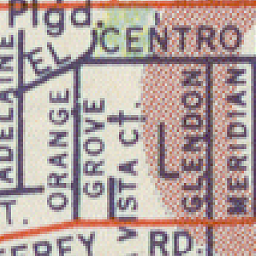 Plgd.
EL CENTRO
ADELAINE
ORANGE
GROVE
VISTA CT.
GLENDON
MERIDIAN
T.
RD.